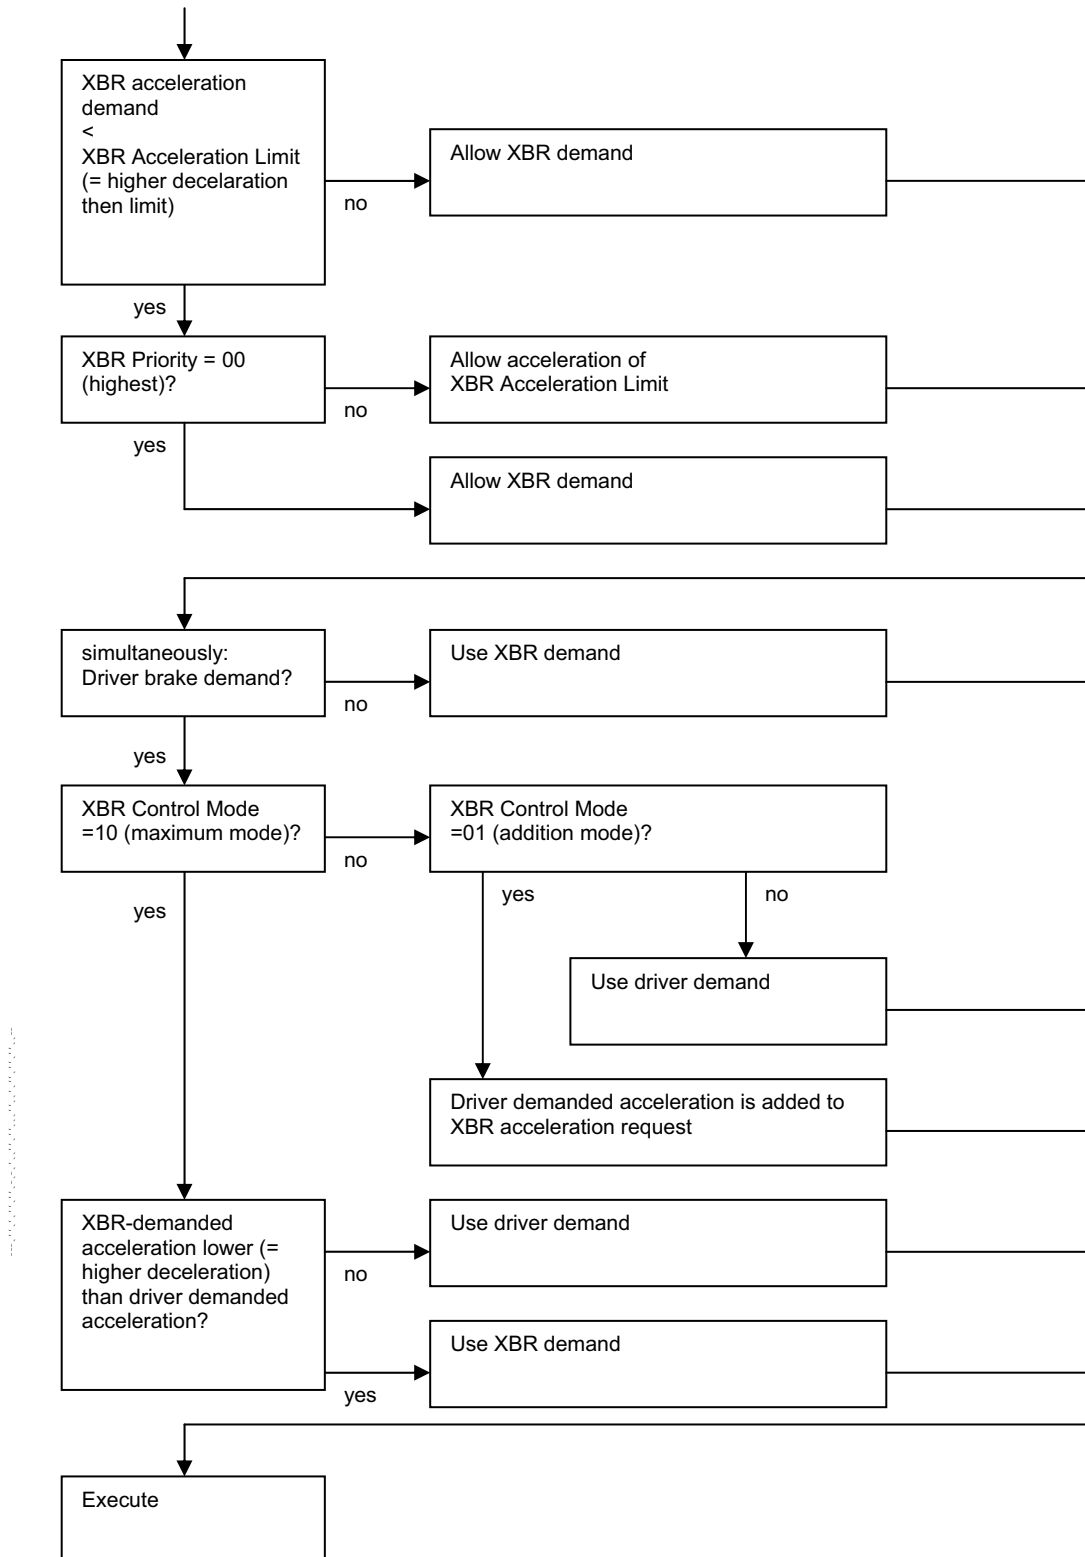 XBR acceleration
demand
<
XBR Acceleration Limit
(= higher decelaration
then limit)
no
Allow XBR demand
yes
XBR Priority = 00
(highest)?
no
Allow acceleration of
XBR Acceleration Limit
yes
Allow XBR demand
simultaneously:
Driver brake demand?
no
Use XBR demand
yes
XBR Control Mode
=10 (maximum mode)?
no
XBR Control Mode
=01 (addition mode)?
yes
yes
no
Use driver demand
Driver demanded acceleration is added to
XBR acceleration request
XBR-demanded
acceleration lower (=
higher deceleration)
than driver demanded
acceleration?
no
Use driver demand
yes
Use XBR demand
Execute